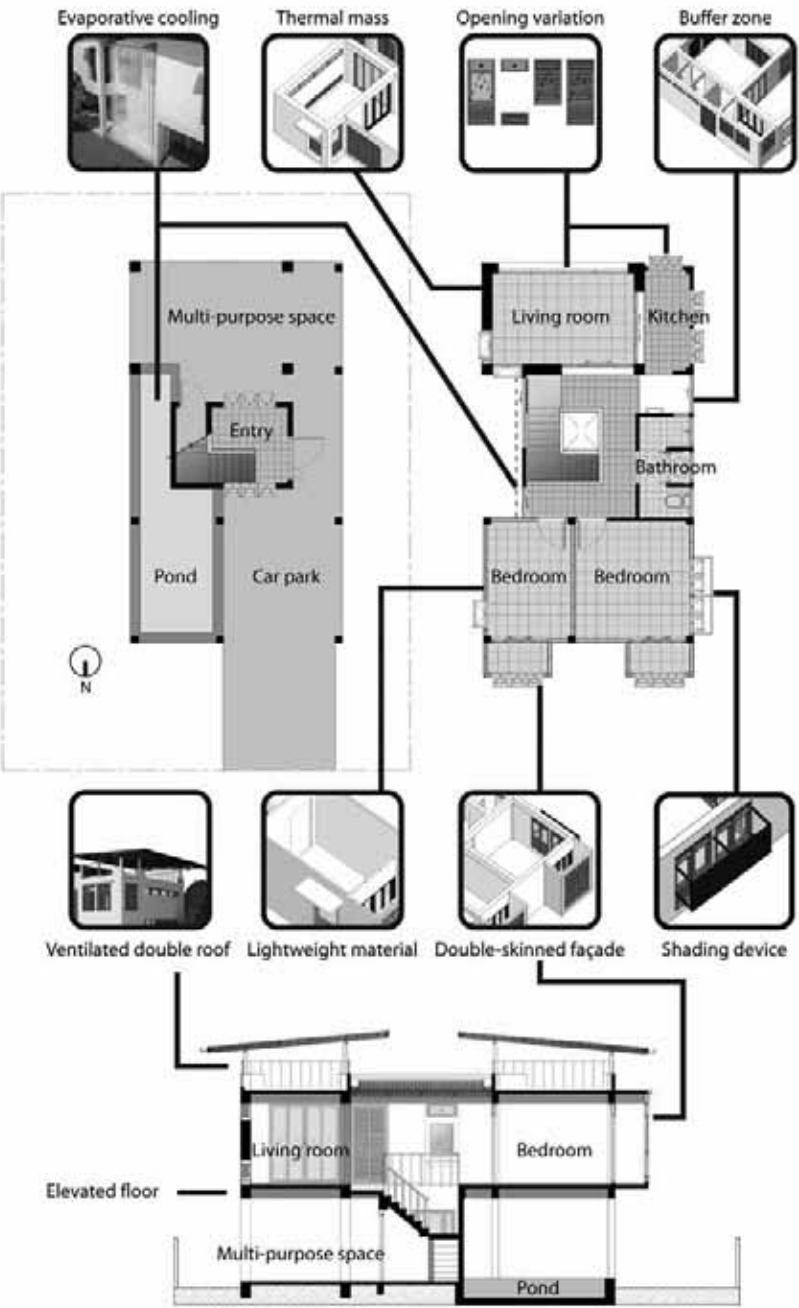 Evaporative cooling
Thermal mass
Opening variation
Buffer zone
Multi-purpose space
Living room
Kitchen
Entry
Bathroom
Pond
Car park
Bedroom
Bedroom
N
Ventilated double roof
Lightweight material
Double-skinned façade
Shading device
Living room
Bedroom
Elevated floor
Multi-purpose space
Pond